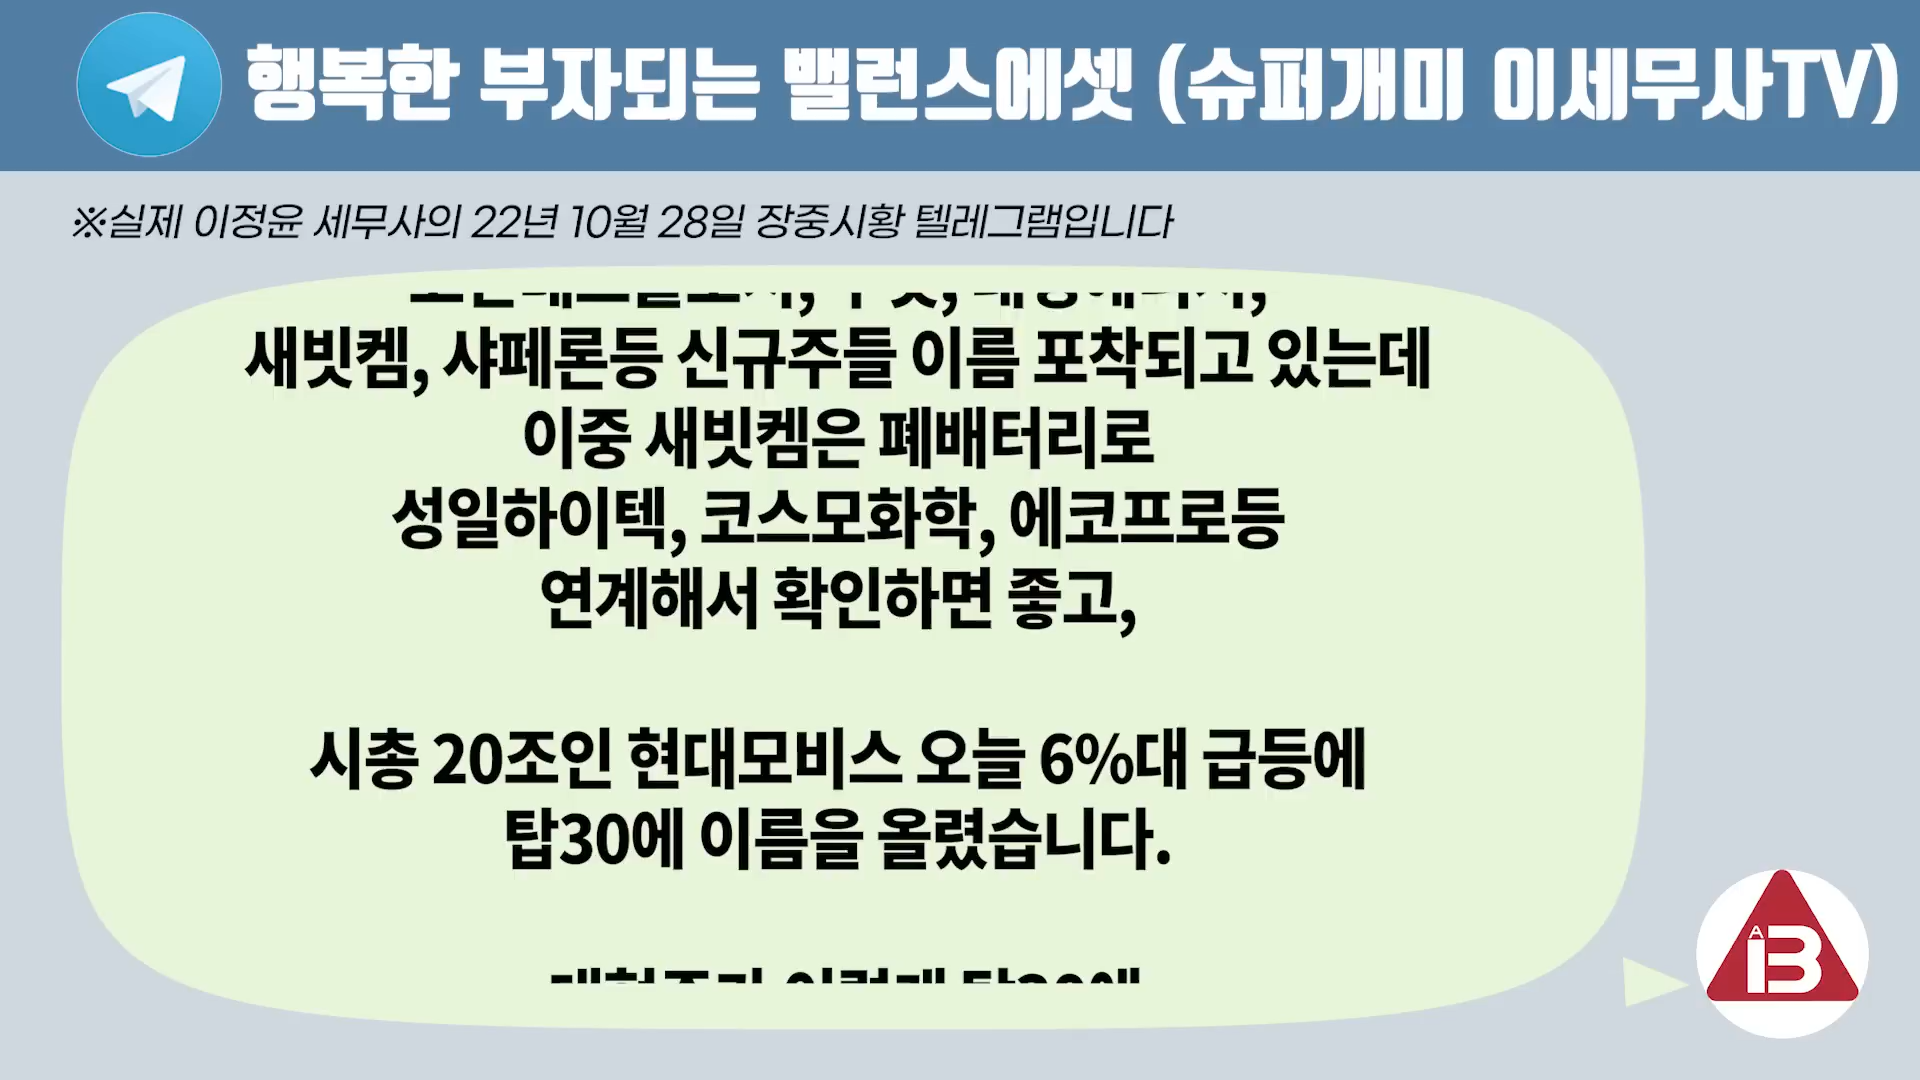 행복한 부자되는 밸런스에셋 (슈퍼개미 이세무사TV)
※실제 이정윤 세무사의 22년 10월 28일 장중시황 텔레그램입니다
새빗켐, 샤페론등 신규주들 이름 포착되고 있는데
이중 새빗켐은 폐배터리로
성일하이텍, 코스모화학, 에코프로등
연계해서 확인하면 좋고,
시총 20조인 현대모비스 오늘 6%대 급등에
탑30에 이름을 올렸습니다.
A
B